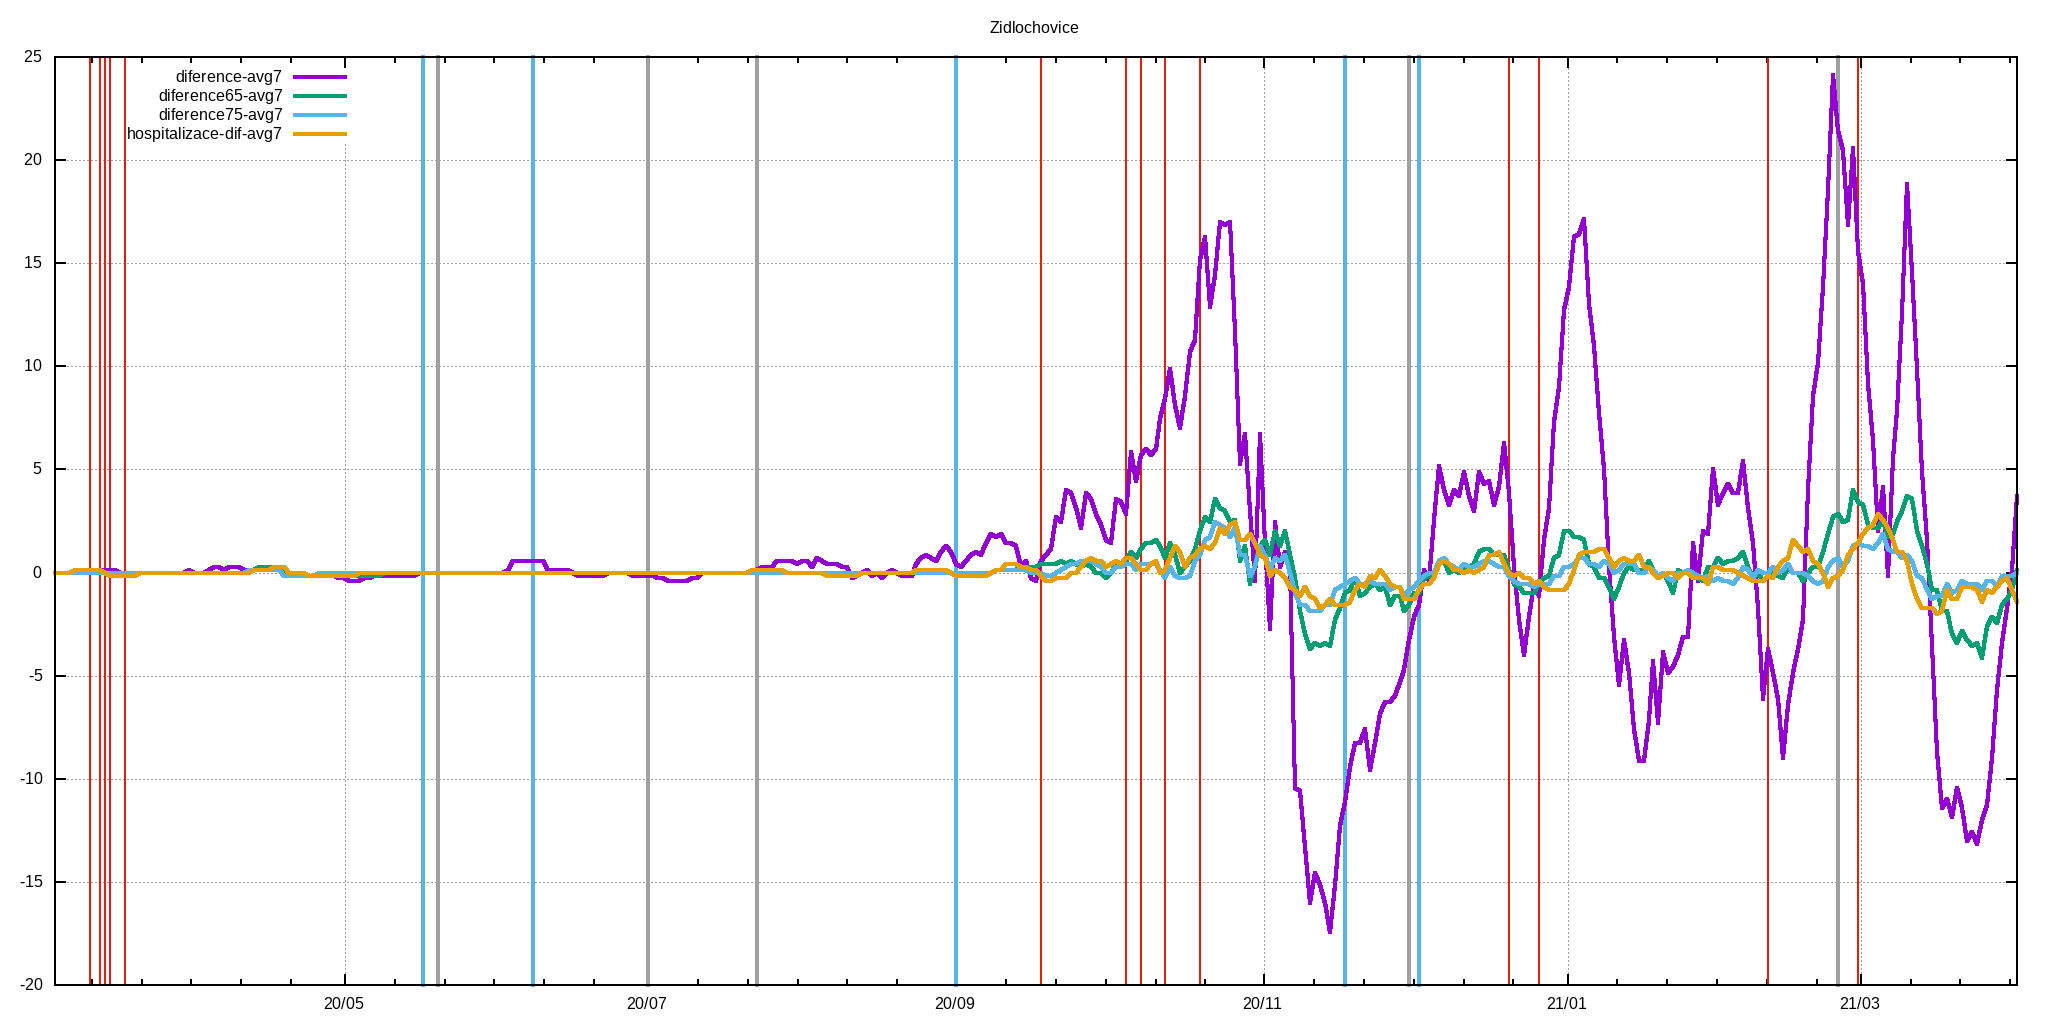 Zidlochovice
25
diference-avg7
diference65-avg7
diference75-avg7
hospitalizace-dif-avg7
20
15
10
5
0
-5
-10
-15
-20
20/05 20/07 20/09 20/11 21/01 21/03